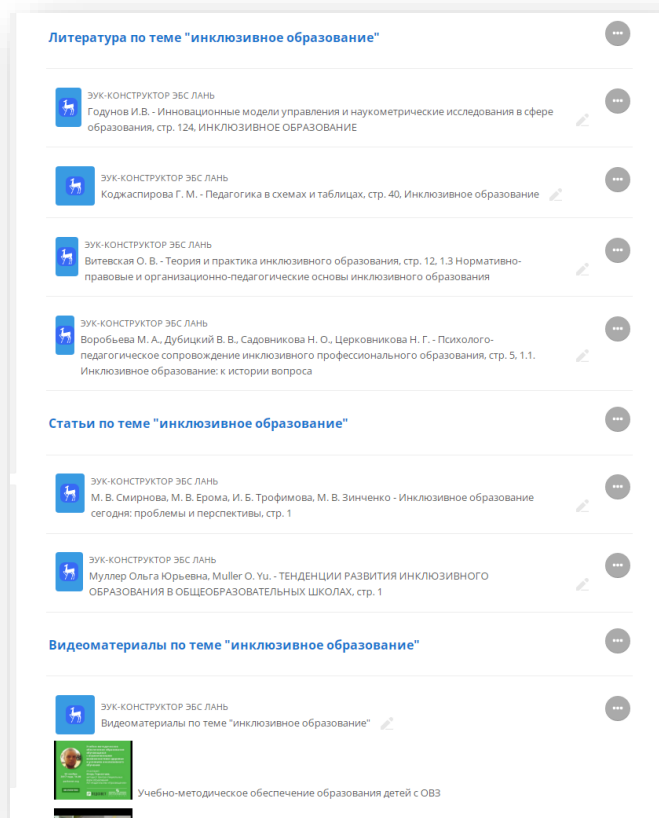 Литература по теме "инклюзивное образование"
ЭУК-КОНСТРУКТОР ЭБС ЛАНЬ
Годунов И.В. - Инновационные модели управления и наукометрические исследования в сфере
образования, стр. 124, ИНКЛЮЗИВНОЕ ОБРАЗОВАНИЕ
ЭУК-КОНСТРУКТОР ЭБС ЛАНЬ
Коджаспирова Г. М. - Педагогика в схемах и таблицах, стр. 40, Инклюзивное образование
ЭУК-КОНСТРУКТОР ЭБС ЛАНЬ
Витевская О. В. - Теория и практика инклюзивного образования, стр. 12, 1.3 Нормативно-
правовые и организационно-педагогические основы инклюзивного образования
ЭУК-КОНСТРУКТОР ЭБС ЛАНЬ
Воробьева М. А., Дубицкий В. В., Садовникова Н. О., Церковникова Н. Г. - Психолого-
педагогическое сопровождение инклюзивного профессионального образования, стр. 5, 1.1.
Инклюзивное образование: к истории вопроса
Статьи по теме "инклюзивное образование"
ЭУК-КОНСТРУКТОР ЭБС ЛАНЬ
М. В. Смирнова, М. В. Ерома, И. Б. Трофимова, М. В. Зинченко - Инклюзивное образование
сегодня: проблемы и перспективы, стр. 1
ЭУК-КОНСТРУКТОР ЭБС ЛАНЬ
Муллер Ольга Юрьевна, Muller O. Yu. - ТЕНДЕНЦИИ РАЗВИТИЯ ИНКЛЮЗИВНОГО
ОБРАЗОВАНИЯ В ОБЩЕОБРАЗОВАТЕЛЬНЫХ ШКОЛАХ, стр. 1
Видеоматериалы по теме "инклюзивное образование"
ЭУК-КОНСТРУКТОР ЭБС ЛАНЬ
Видеоматериалы по теме "инклюзивное образование"
Учебно-методическое обеспечение образования детей с ОВЗ